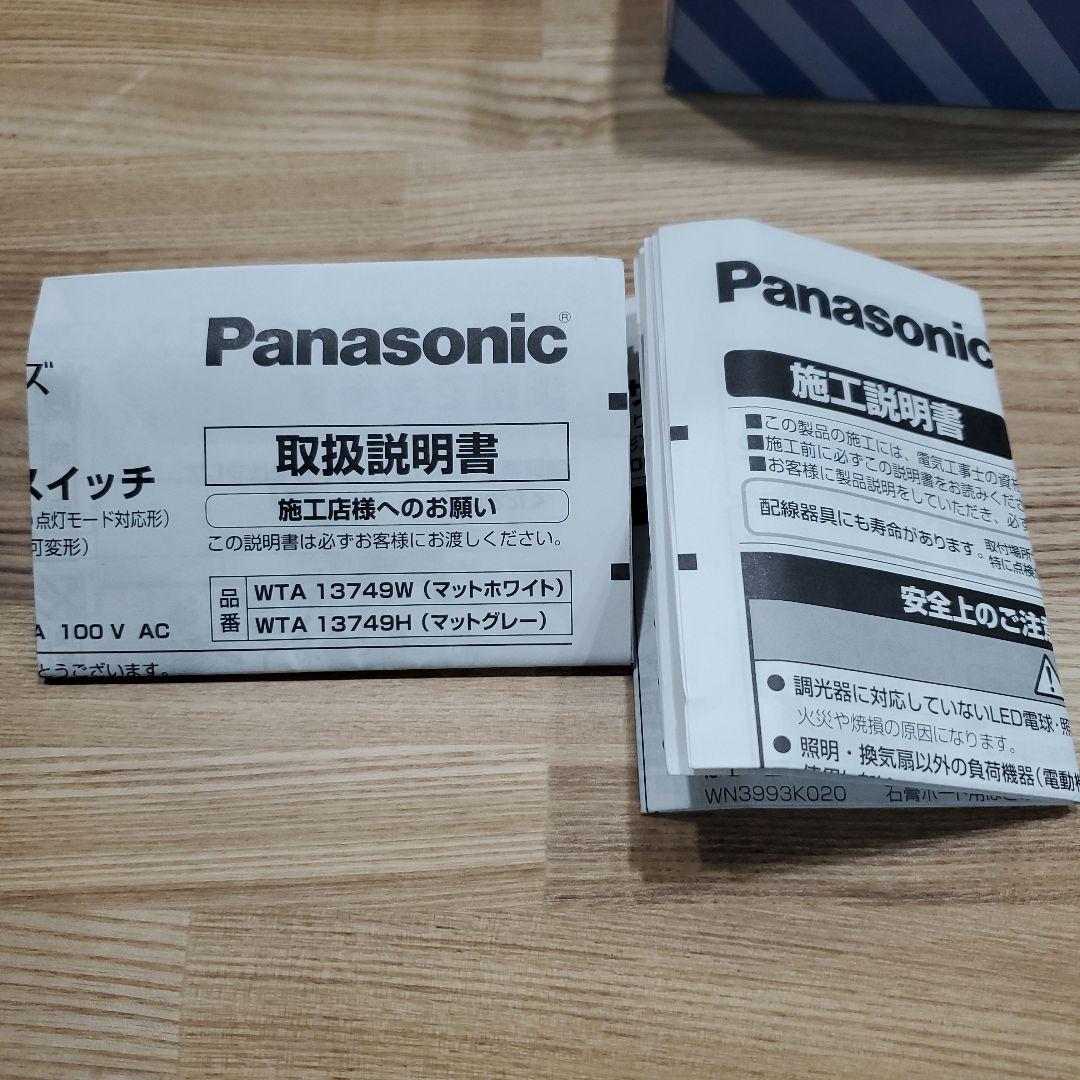 Panasonic®
ズ
取扱説明書
スイッチ
施工店様へのお願い
点灯モード対応形)
この説明書は必ずお客様にお渡しください。
可変形)
品番
WTA 13749W(マットホワイト)
WTA 13749H(マットグレー)
A 100 V AC
とうございます。
Panasonic
施工説明書
■この製品の施工には、電気工事士の資
■施工前に必ずこの説明書をお読みくださ
■お客様に製品説明をしていただき、必ず
配線器具にも寿命があります。
取付場所
特に点検
安全上のご注意
●調光器に対応していないLED電球・照
火災や焼損の原因になります。
●照明・換気扇以外の負荷機器(電動機
WN3993K020
石膏ボード用は